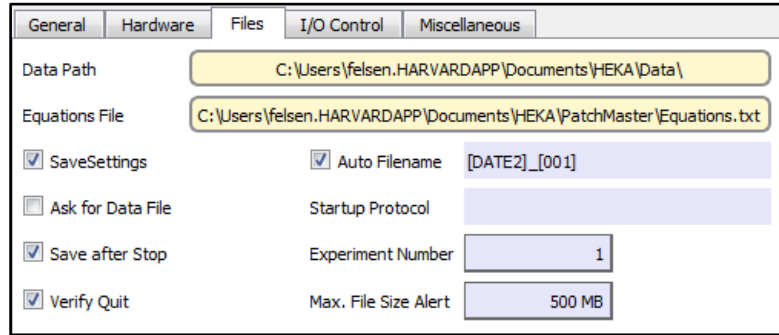 General Hardware Files I/O Control Miscellaneous
Data Path C:\Users\felsen.HARVARDAPP\Documents\HEKA\Data\
Equations File C:\Users\felsen.HARVARDAPP\Documents\HEKA\PatchMaster\Equations.txt
SaveSettings Auto Filename [DATE2]_[001]
Ask for Data File Startup Protocol
Save after Stop Experiment Number 1
Verify Quit Max. File Size Alert 500 MB